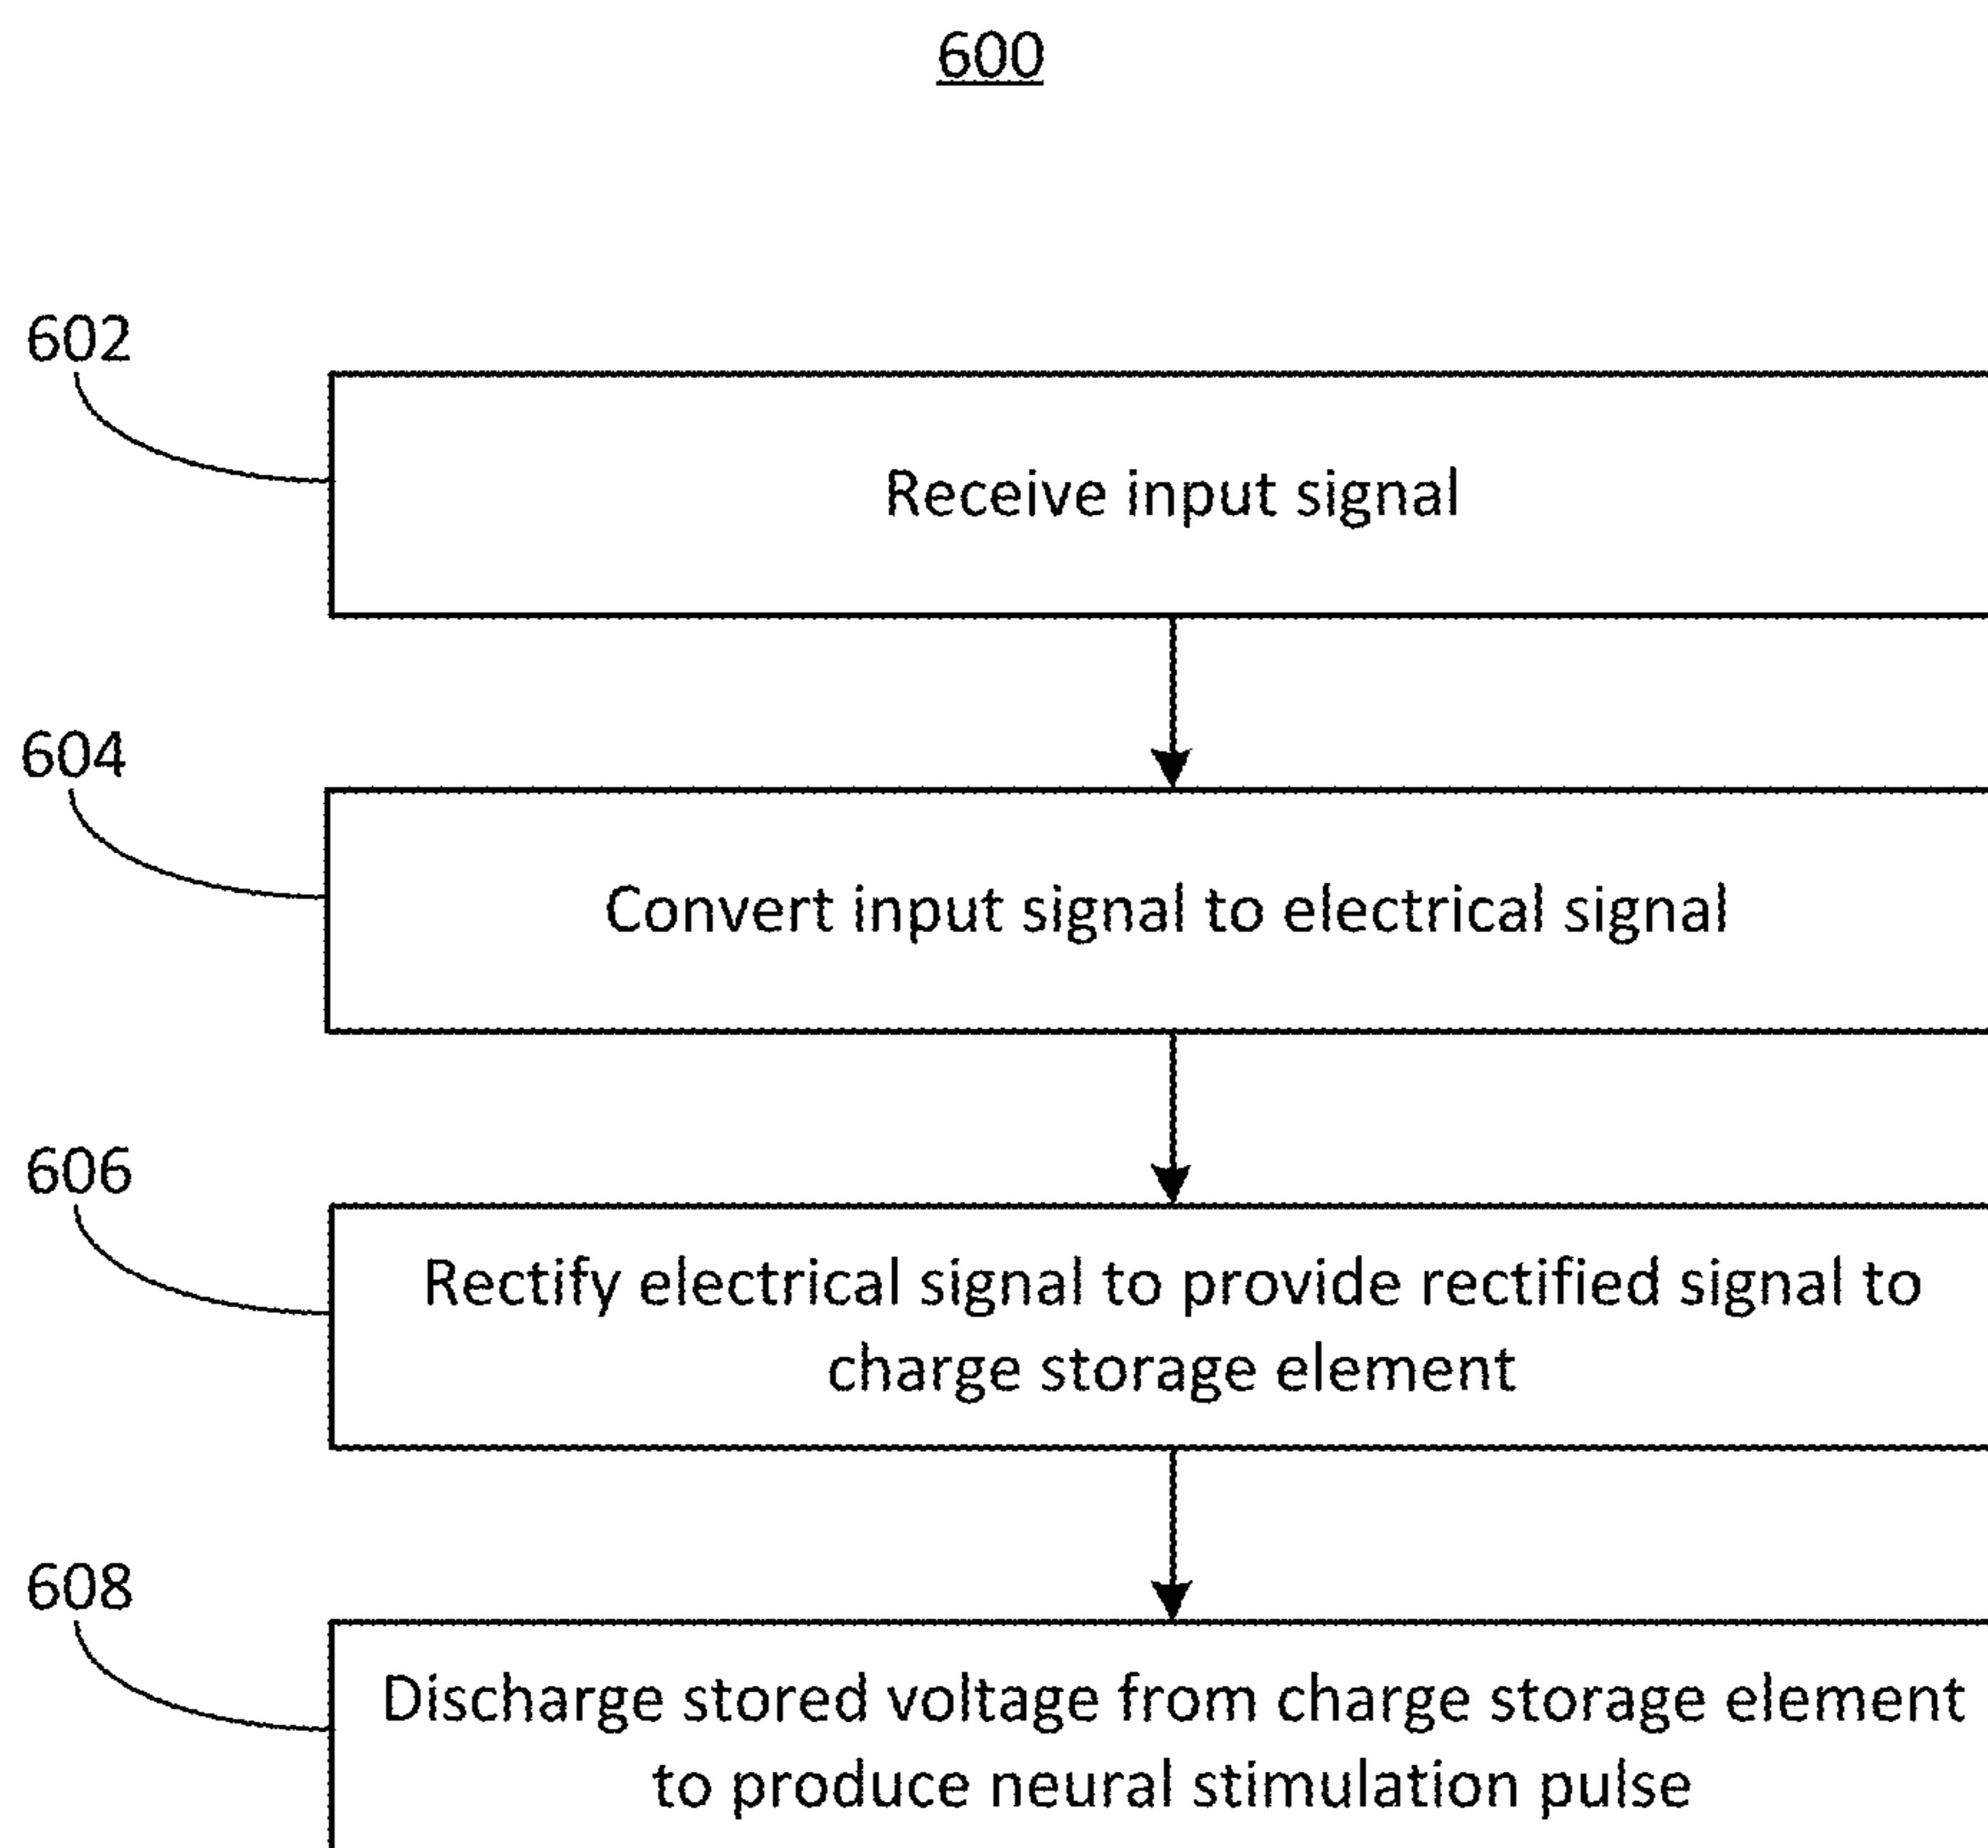 600
602
Receive input signal
604
Convert input signal to electrical signal
606
Rectify electrical signal to provide rectified signal to
charge storage element
608
Discharge stored voltage from charge storage element
to produce neural stimulation pulse